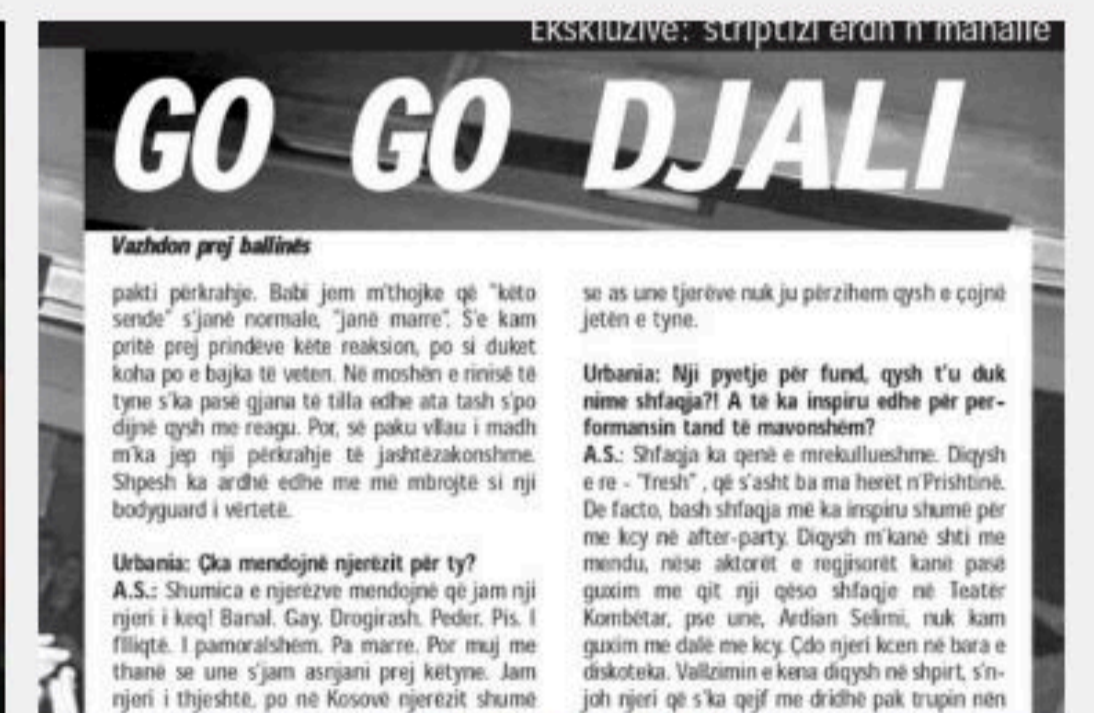 Ekskluzive: striptizi erdh n'mahallë
GO GO DJALI
Vazhdon prej ballinës
pakti përkrahje. Babi jem m'thojke që "këto
sende" s'janë normale, "janë marre". S'e kam
pritë prej prindëve këte reaksion, po si duket
koha po e bajka të veten. Në moshën e rinisë të
tyne s'ka pasë gjana të tilla edhe ata tash s'po
dijnë qysh me reagu. Por, së paku vllau i madh
m'ka jep nji përkrahje të jashtëzakonshme.
Shpesh ka ardhë edhe me më mbrojtë si nji
bodyguard i vërtetë.
Urbania: Çka mendojnë njerëzit për ty?
A.S.: Shumica e njerëzve mendojnë që jam nji
njeri i keq! Banal. Gay. Drogirash. Peder. Pis. I
flliqtë. I pamoralshëm. Pa marre. Por muj me
thanë se une s'jam asnjani prej këtyne. Jam
njeri i thjeshtë, po në Kosovë njerëzit shumë
se as une tjerëve nuk ju përzihem qysh e çojnë
jetën e tyne.
Urbania: Nji pyetje për fund, qysh t'u duk
nime shfaqja?! A të ka inspiru edhe për per-
formansin tand të mavonshëm?
A.S.: Shfaqja ka qenë e mrekullueshme. Diqysh
e re - "fresh" , që s'asht ba ma herët n'Prishtinë.
De facto, bash shfaqja më ka inspiru shumë për
me kcy në after-party. Diqysh m'kanë shti me
mendu, nëse aktorët e regjisorët kanë pasë
guxim me qit nji qëso shfaqje në Teatër
Kombëtar, pse une, Ardian Selimi, nuk kam
guxim me dalë me kcy. Çdo njeri kcen në bara e
diskoteka. Vallzimin e kena diqysh në shpirt, s'n-
joh njeri që s'ka qejf me dridhë pak trupin nën